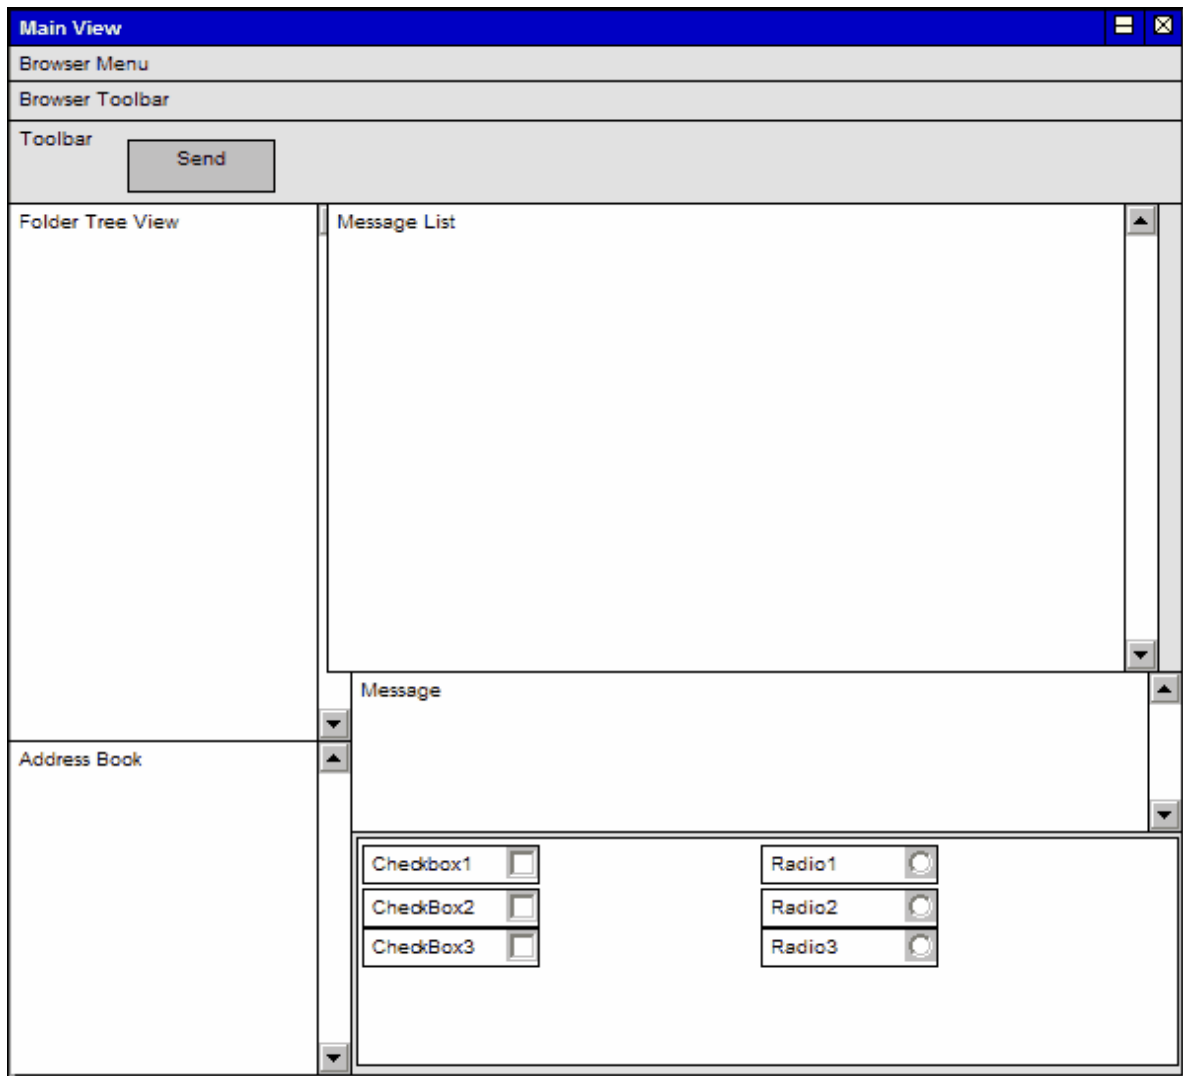 Main View
Browser Menu
Browser Toolbar
Toolbar
Send
Folder Tree View
Message List
Message
Address Book
Checkbox1
Radio1
CheckBox2
Radio2
CheckBox3
Radio3